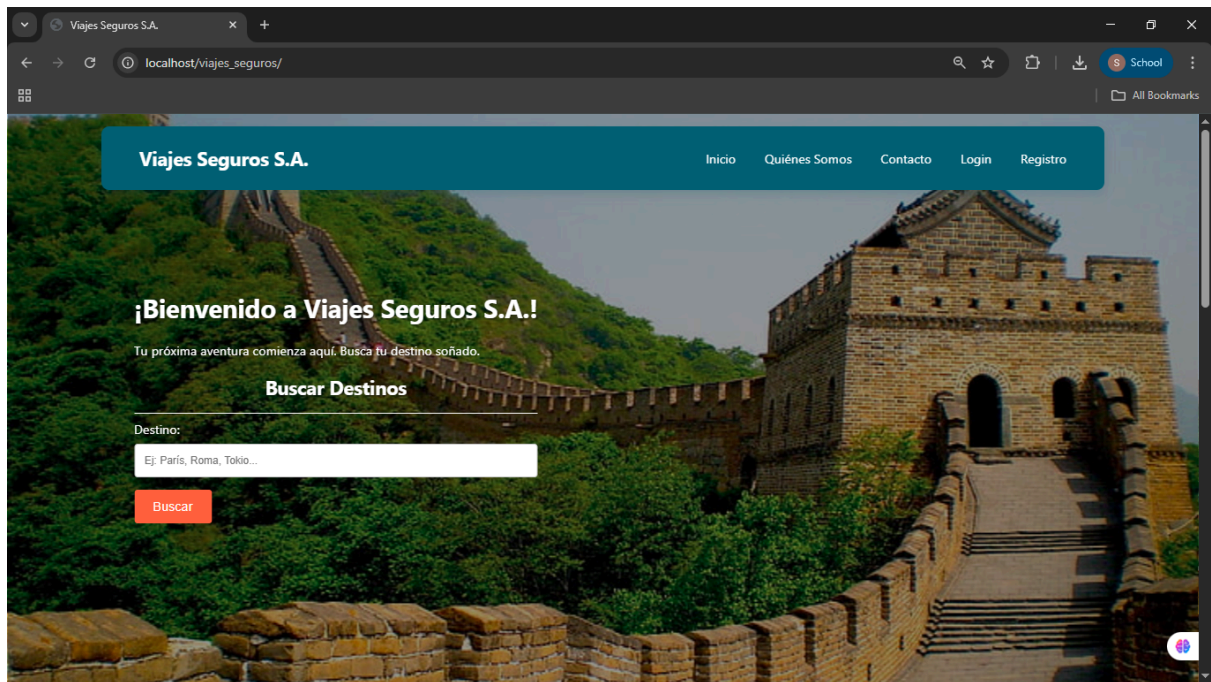 Viajes Seguros S.A.
localhost/viajes_seguros/
S School
All Bookmarks
Viajes Seguros S.A. Inicio Quiénes Somos Contacto Login Registro
¡Bienvenido a Viajes Seguros S.A.!
Tu próxima aventura comienza aquí. Busca tu destino soñado.
Buscar Destinos
Destino:
Ej: París, Roma, Tokio...
Buscar